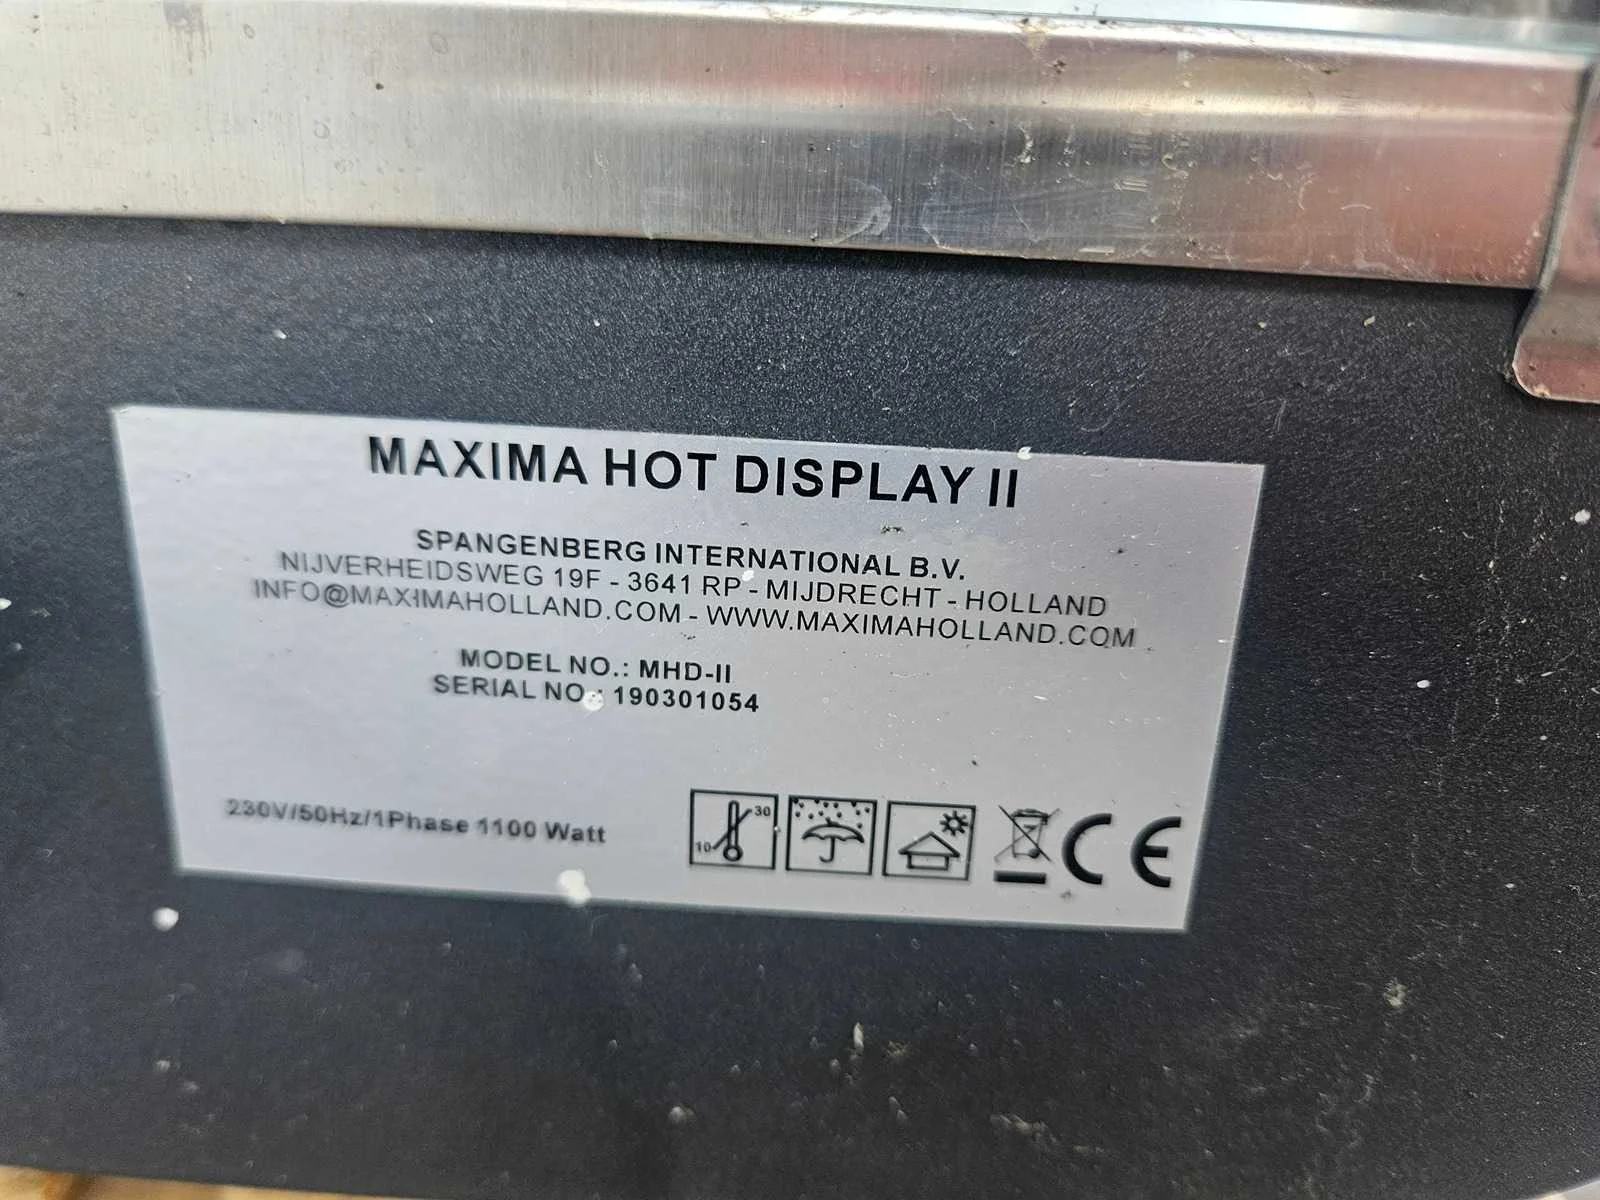 MAXIMA HOT DISPLAY II
SPANGENBERG INTERNATIONAL B.V.
NIJVERHEIDSWEG 19F - 3641 RP - MIJDRECHT - HOLLAND
INFO@MAXIMAHOLLAND.COM - WWW.MAXIMAHOLLAND.COM
MODEL NO.: MHD-II
SERIAL NO.: 190301054
230V/50Hz/1Phase 1100 Watt
30
10
CE